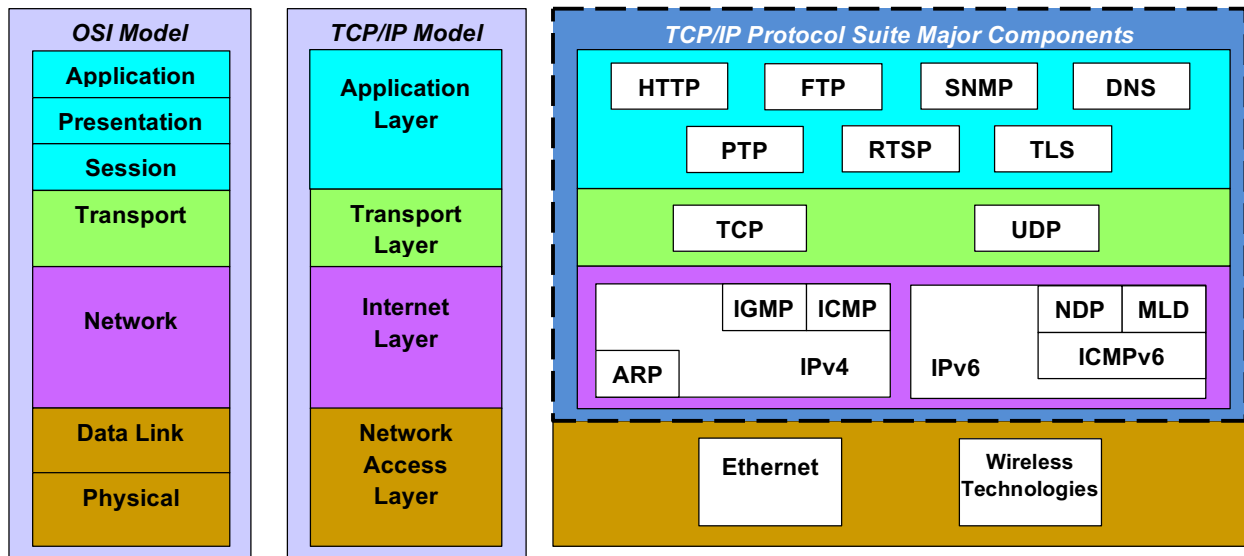 OSI Model
Application
Presentation
Session
Transport
Network
Data Link
Physical
TCP/IP Model
Application
Layer
Transport
Layer
Internet
Layer
Network
Access
Layer
TCP/IP Protocol Suite Major Components
HTTP
FTP
SNMP
DNS
PTP
RTSP
TLS
TCP
UDP
IGMP
ICMP
ARP
IPv4
NDP
MLD
IPv6
ICMPv6
Ethernet
Wireless
Technologies